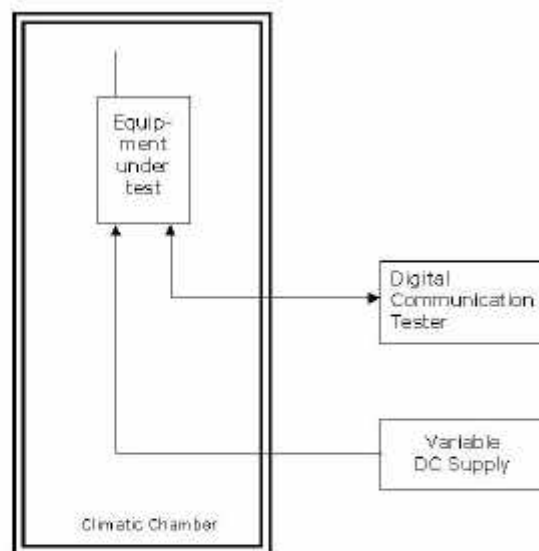 Equip-
ment
under
test
Digital
Communication
Tester
Variable
DC Supply
Climatic Chamber